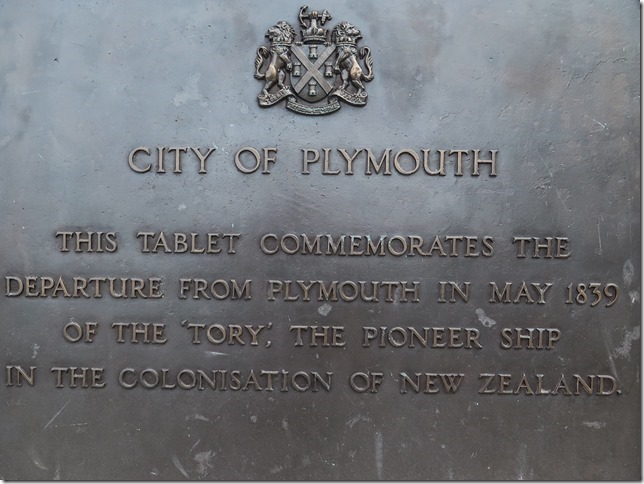 CITY OF PLYMOUTH
THIS TABLET COMMEMORATES THE
DEPARTURE FROM PLYMOUTH IN MAY 1839
OF THE 'TORY', THE PIONEER SHIP
IN THE COLONISATION OF NEW ZEALAND.